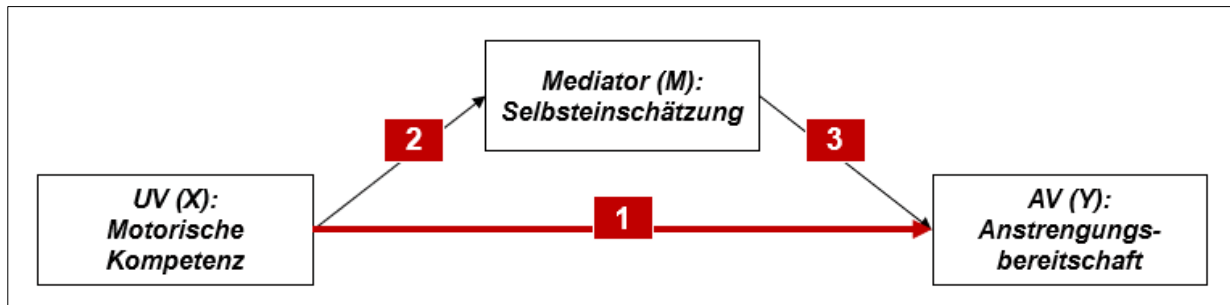 Mediator (M):
Selbsteinschätzung
2
3
UV (X):
Motorische
Kompetenz
1
AV (Y):
Anstrengungs-
bereitschaft